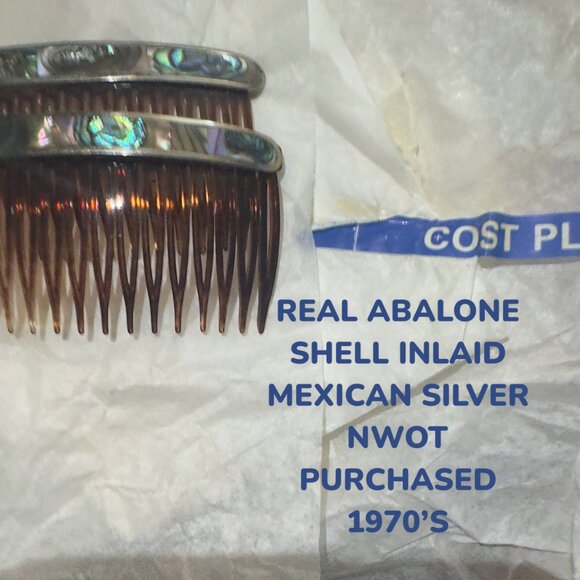 COST PL
REAL ABALONE
SHELL INLAID
MEXICAN SILVER
NWOT
PURCHASED
1970'S